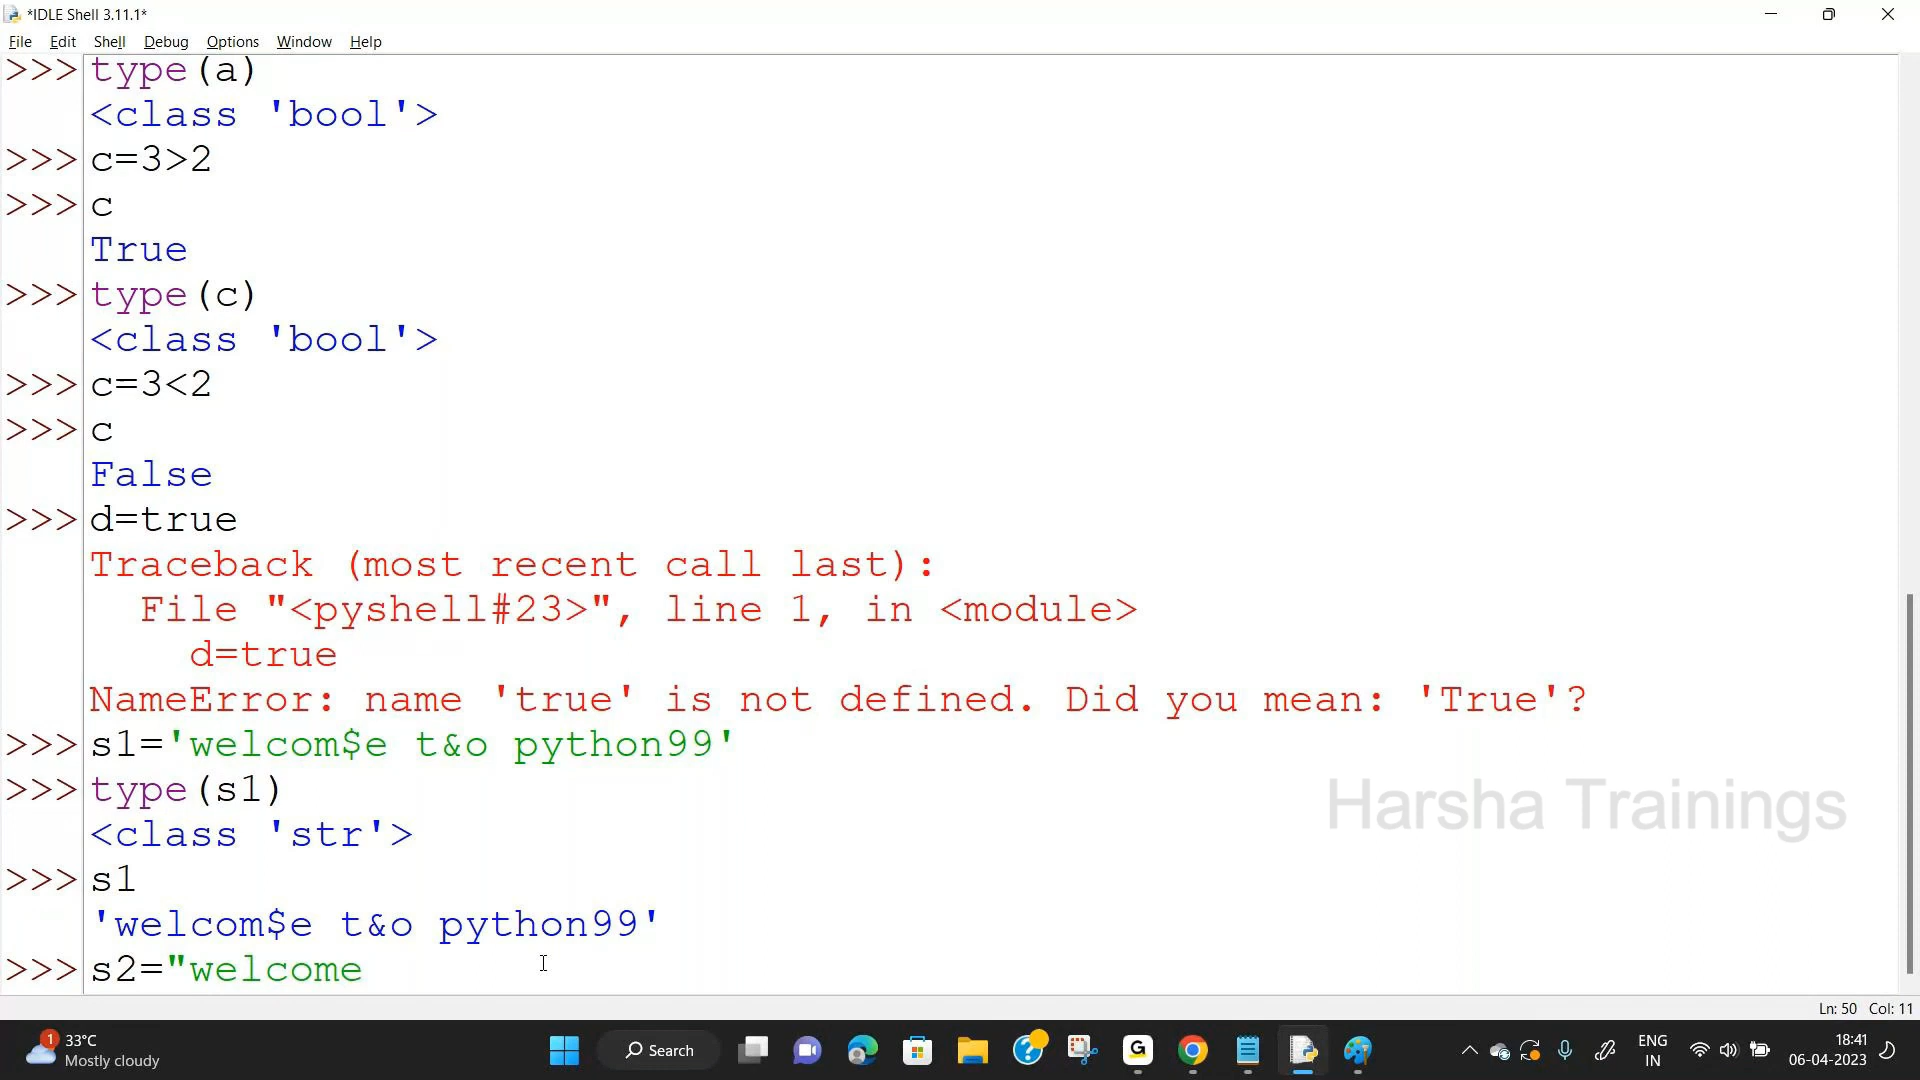 *IDLE Shell 3.11.1*
File Edit Shell Debug Options Window Help
>>> type(a)
<class 'bool'>
>>> c=3>2
>>> c
True
>>> type(c)
<class 'bool'>
>>> c=3<2
>>> c
False
>>> d=true
Traceback (most recent call last):
  File "<pyshell#23>", line 1, in <module>
    d=true
NameError: name 'true' is not defined. Did you mean: 'True'?
>>> s1='welcom$e t&o python99'
>>> type(s1)
<class 'str'>
>>> s1
'welcom$e t&o python99'
>>> s2="welcome
Harsha Trainings
Ln: 50 Col: 11
1
33°C
Mostly cloudy
Search
G
ENG
IN
18:41
06-04-2023